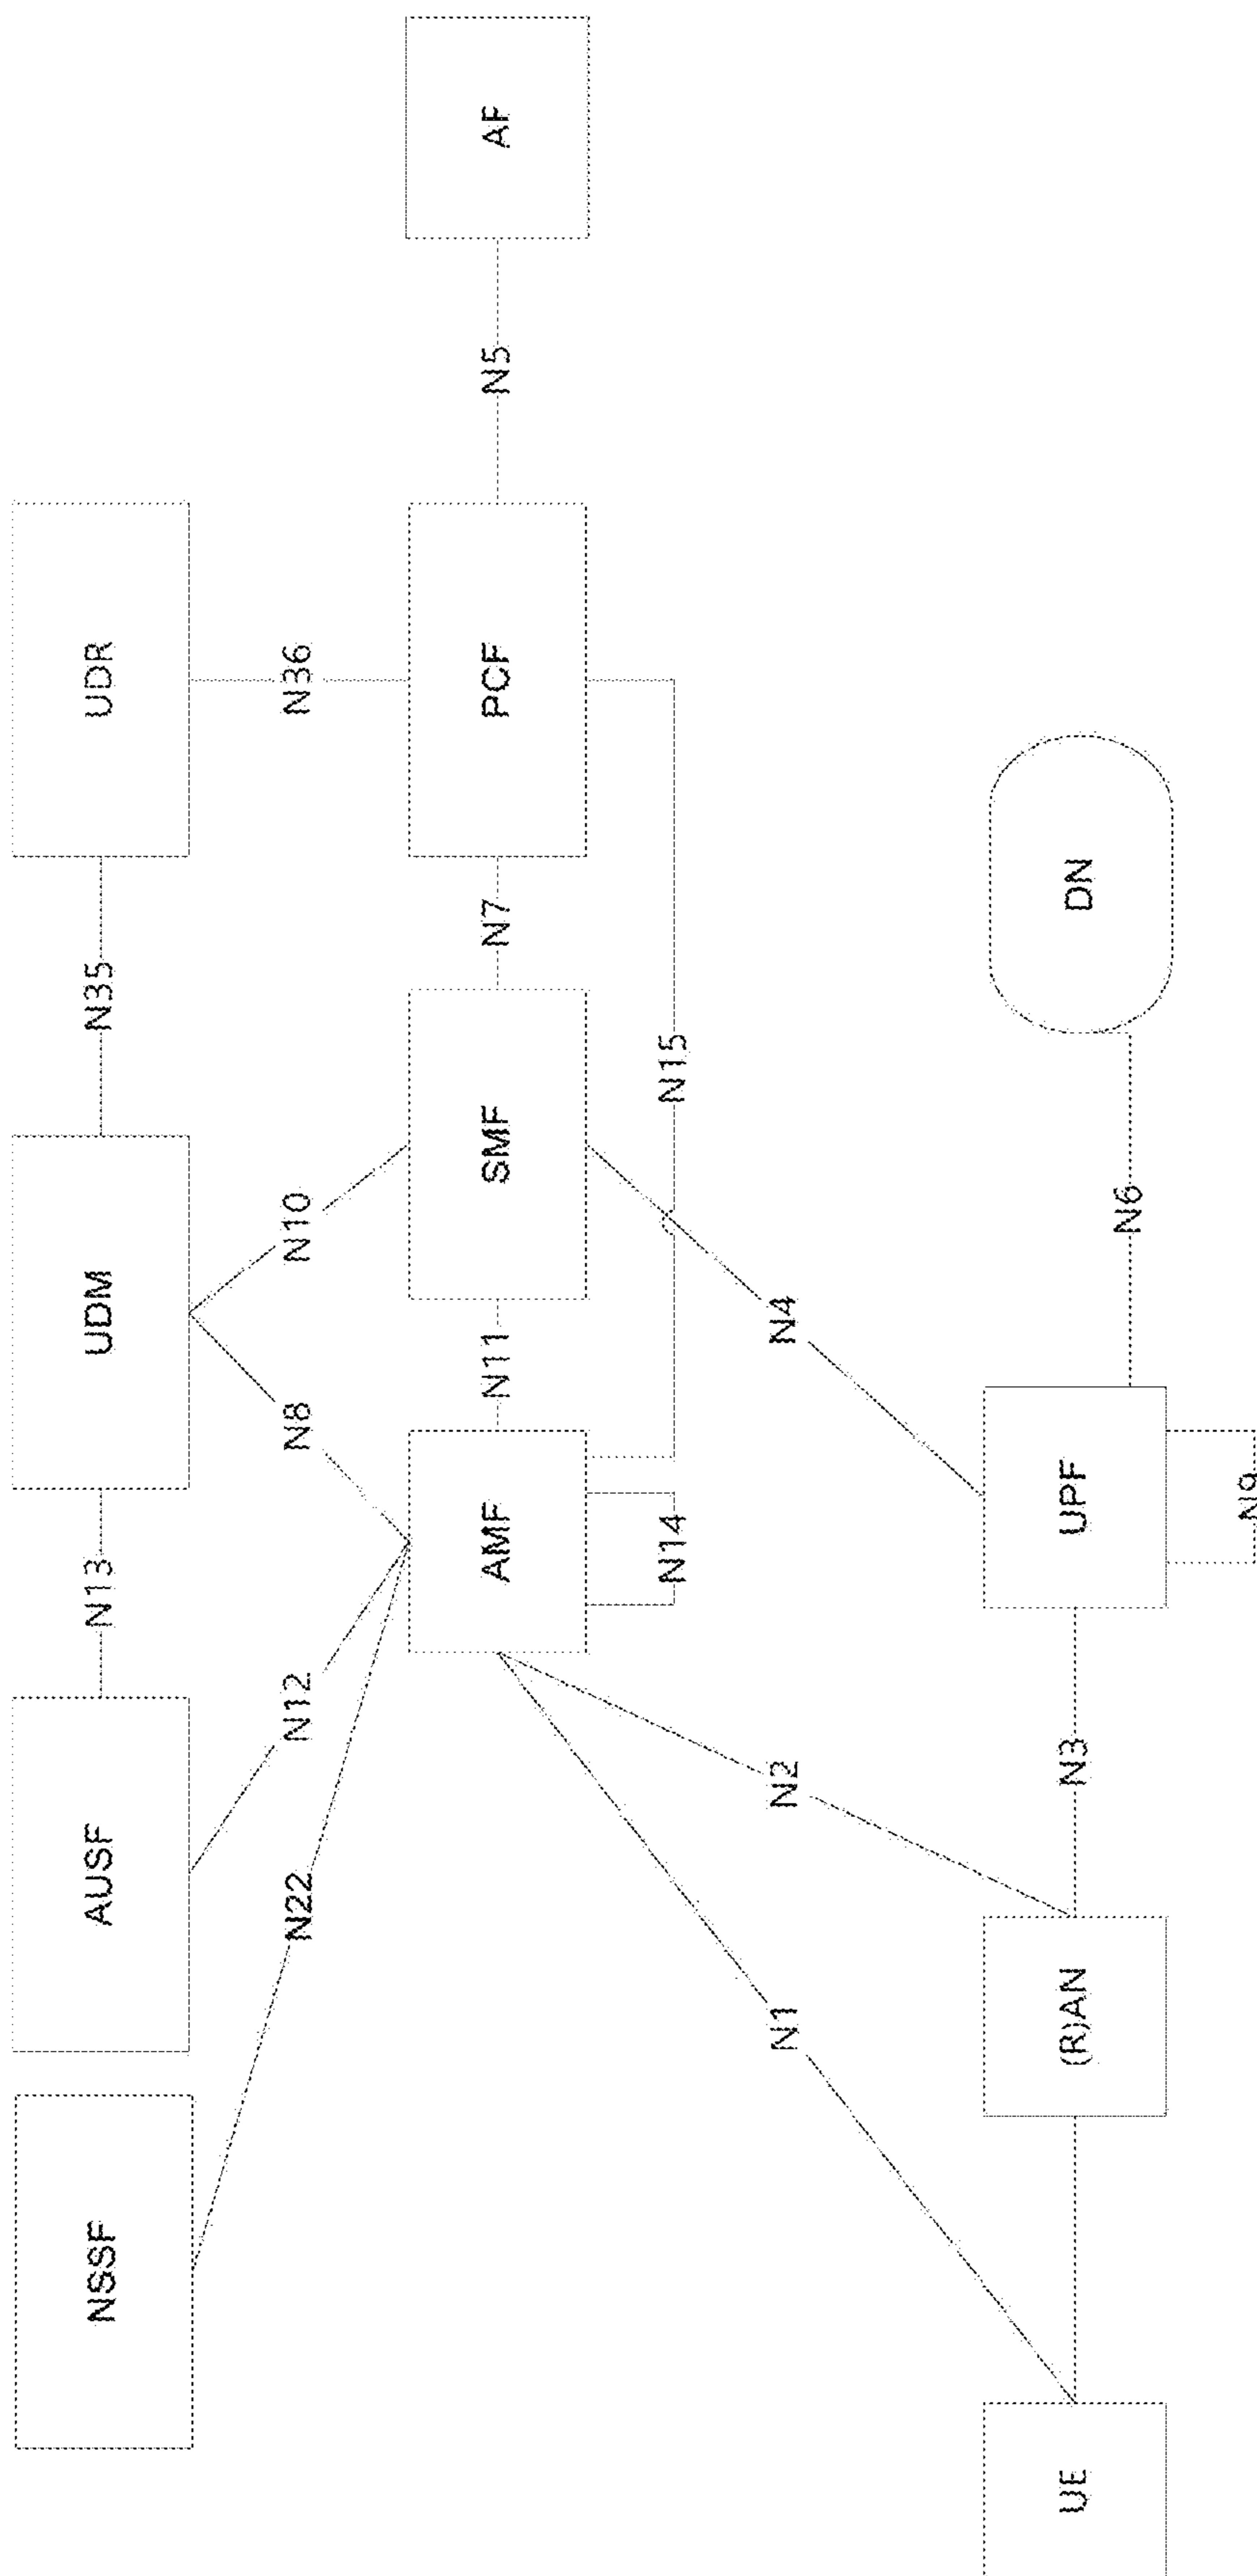 NSSF
AUSF
N13
UDM
N35
UDR
N22
N12
N8
N10
N36
AMF
N11
SMF
N7
PCF
N5
AF
N14
N15
N1
N2
N4
UE
(R)AN
N3
UPF
N6
DN
N9